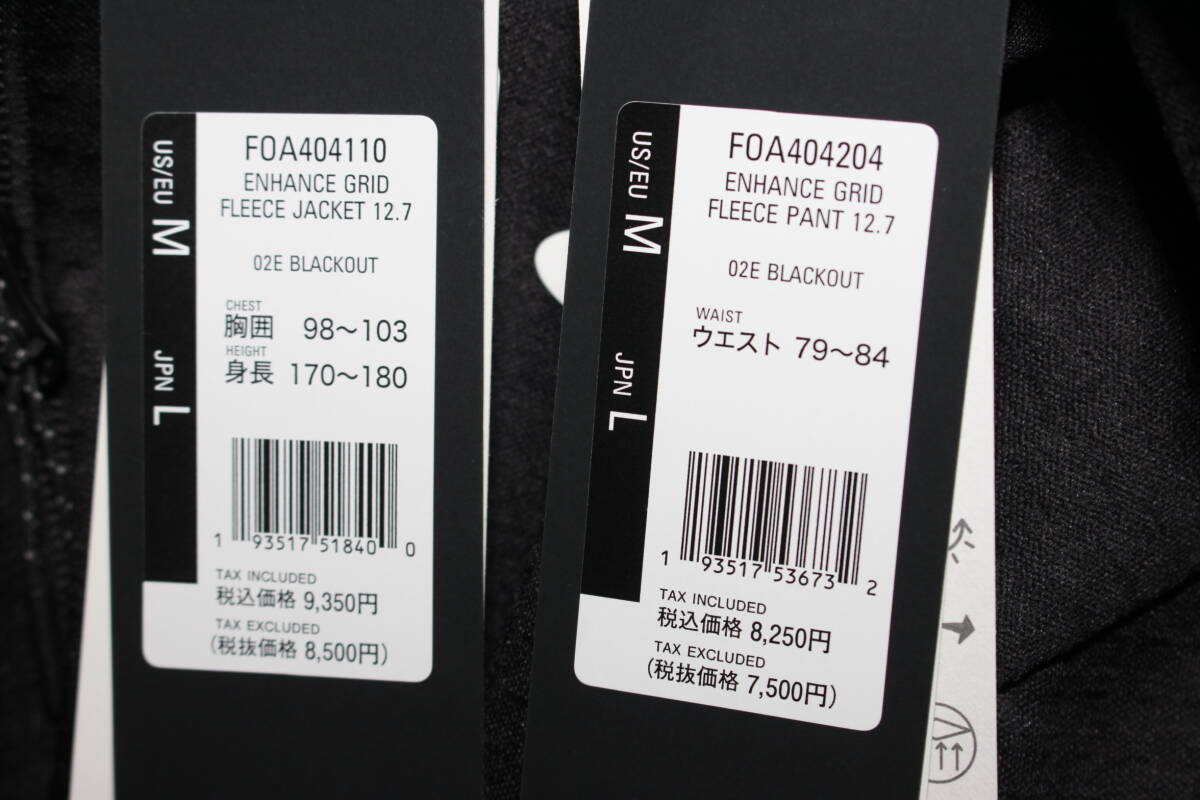 US/EU M
JPN L
FOA404110
ENHANCE GRID
FLEECE JACKET 12.7
02E BLACKOUT
CHEST
胸囲 98～103
HEIGHT
身長 170～180
1 93517 51840 0
TAX INCLUDED
税込価格 9,350円
TAX EXCLUDED
(税抜価格 8,500円)
US/EU M
JPN L
FOA404204
ENHANCE GRID
FLEECE PANT 12.7
02E BLACKOUT
WAIST
ウエスト 79～84
1 93517 53673 2
TAX INCLUDED
税込価格 8,250円
TAX EXCLUDED
(税抜価格 7,500円)